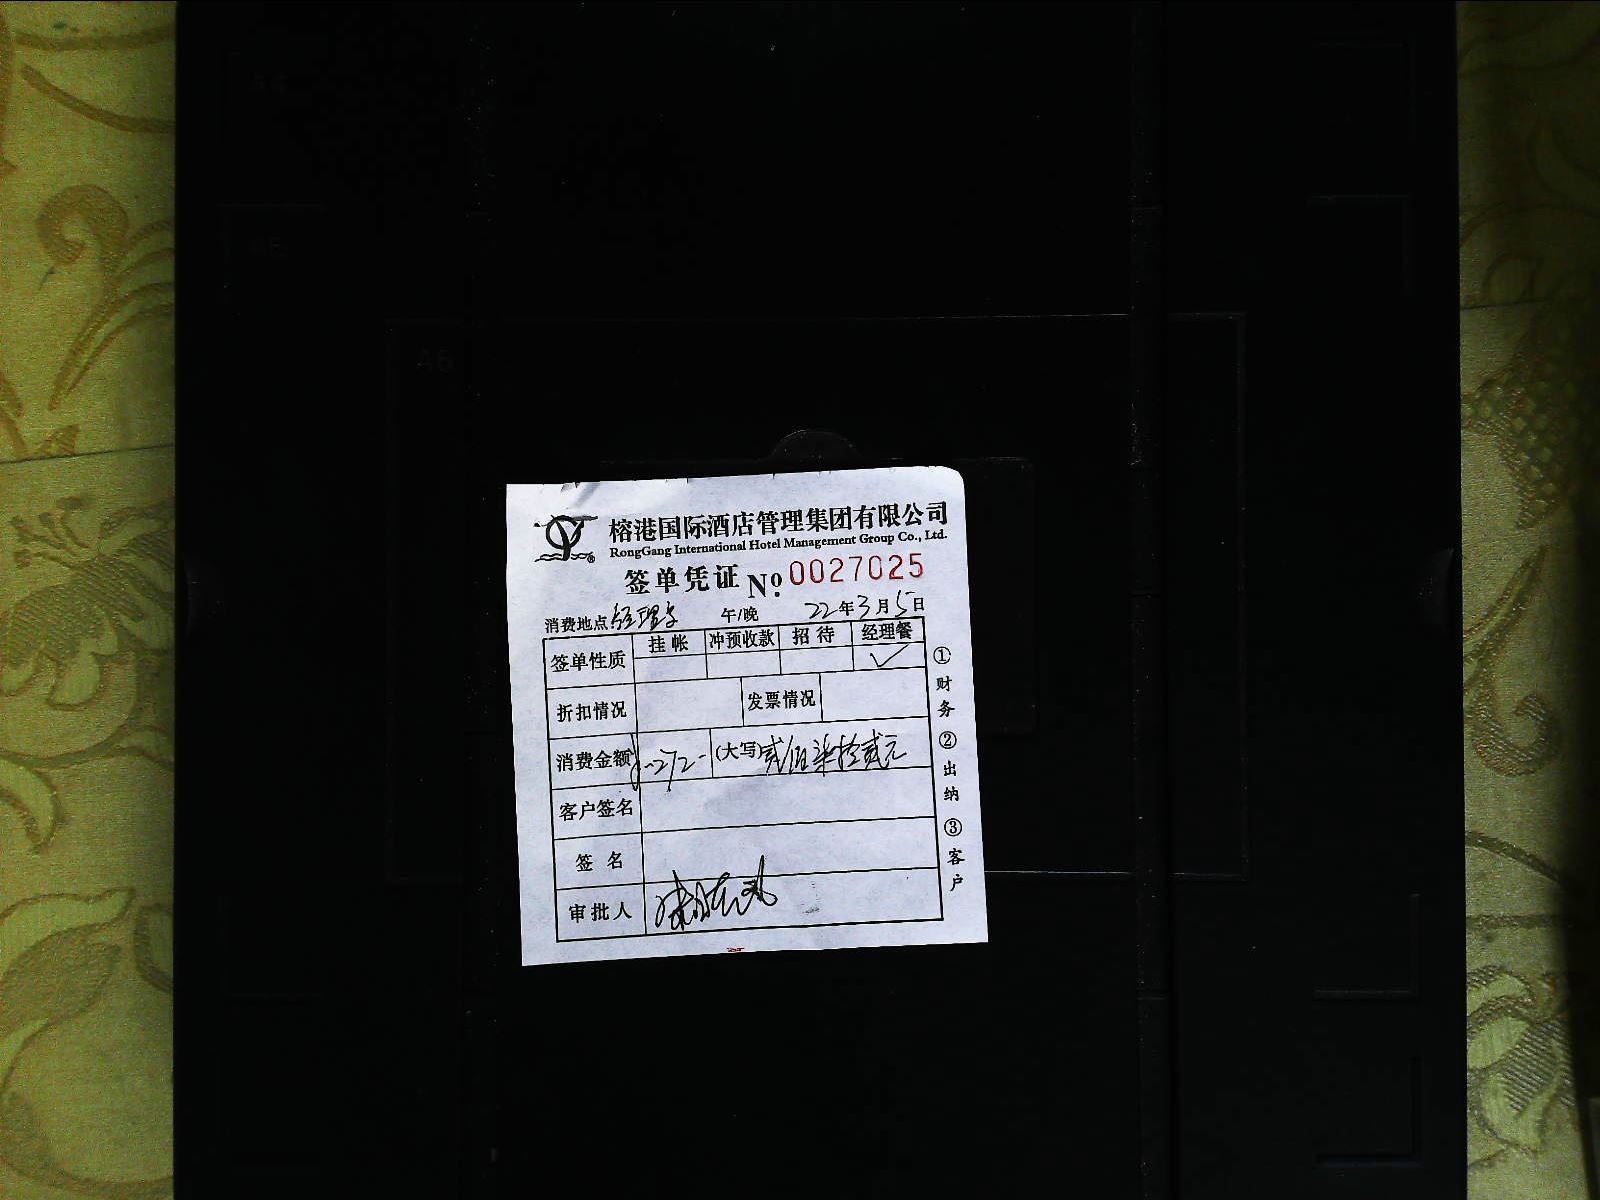 榕港国际酒店管理集团有限公司
RongGang International Hotel Management Group Co., Ltd.
签单凭证 No. 0027025
消费地点 经理 午/晚 22年3月5日
签单性质 挂帐 冲预收款 招待 经理餐
✓
折扣情况 发票情况
消费金额 272- (大写)贰佰柒拾贰元
客户签名
签名
审批人
①财务 ②出纳 ③客户
A6